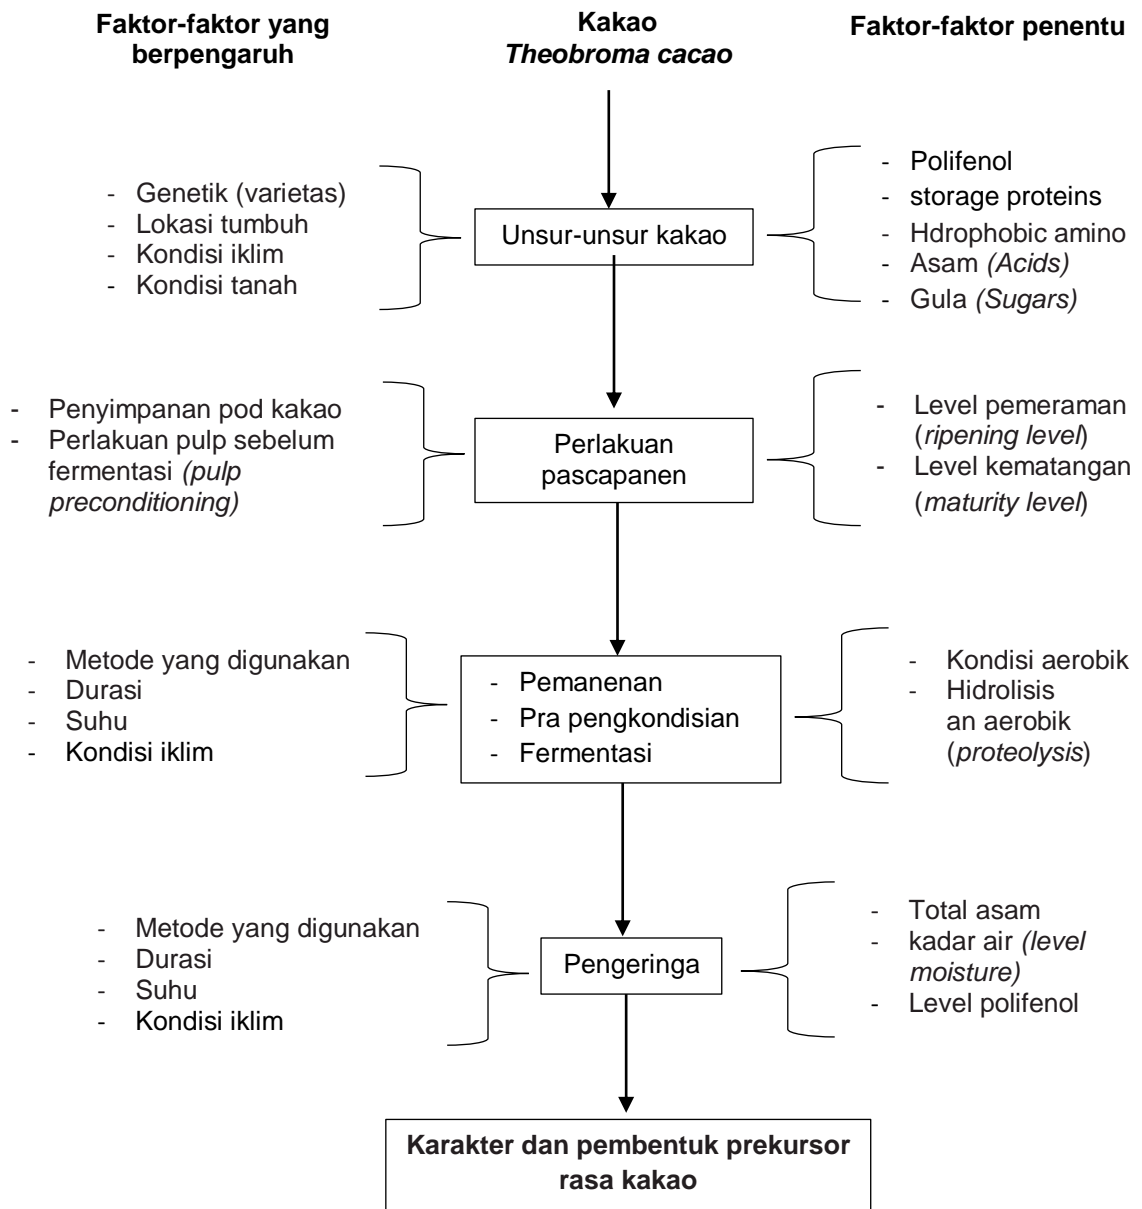 Faktor-faktor yang
berpengaruh
Kakao
Theobroma cacao
Faktor-faktor penentu
- Genetik (varietas)
- Lokasi tumbuh
- Kondisi iklim
- Kondisi tanah
Unsur-unsur kakao
- Polifenol
- storage proteins
- Hdrophobic amino
- Asam (Acids)
- Gula (Sugars)
- Penyimpanan pod kakao
- Perlakuan pulp sebelum
fermentasi (pulp
preconditioning)
Perlakuan
pascapanen
- Level pemeraman
(ripening level)
- Level kematangan
(maturity level)
- Metode yang digunakan
- Durasi
- Suhu
- Kondisi iklim
- Pemanenan
- Pra pengkondisian
- Fermentasi
- Kondisi aerobik
- Hidrolisis
an aerobik
(proteolysis)
- Metode yang digunakan
- Durasi
- Suhu
- Kondisi iklim
Pengeringa
- Total asam
- kadar air (level
moisture)
- Level polifenol
Karakter dan pembentuk prekursor
rasa kakao